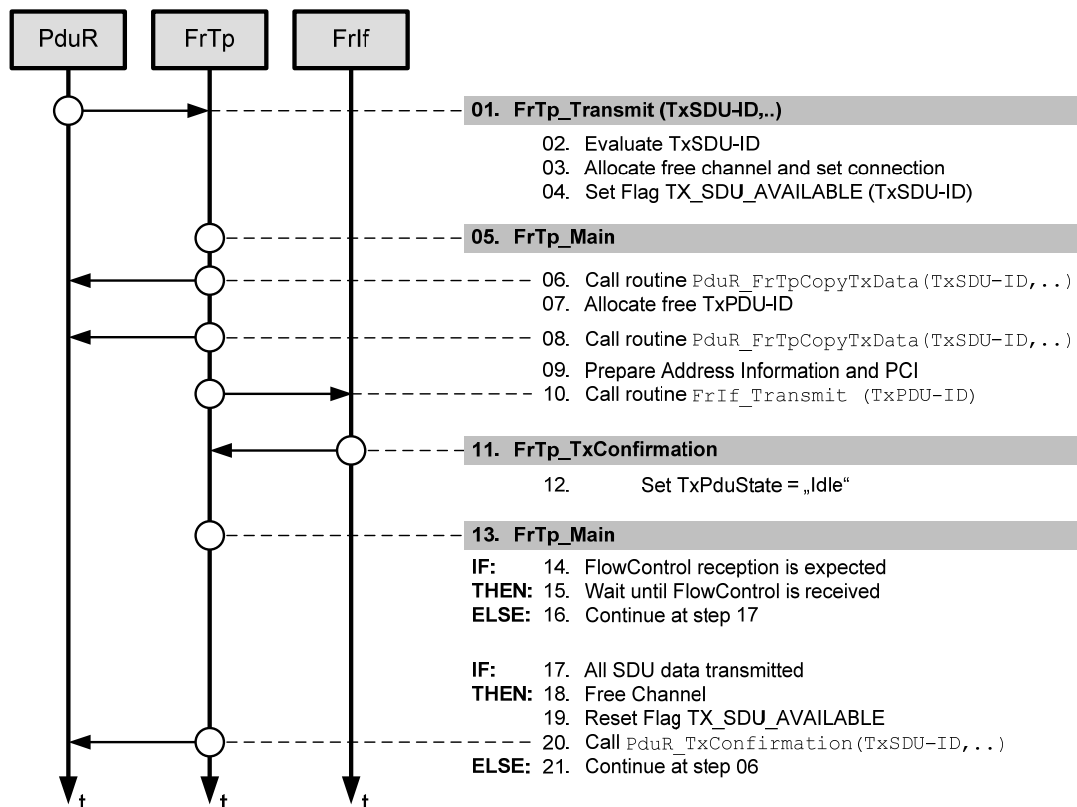 PduR FrTp FrIf
01. FrTp_Transmit (TxSDU-ID,..)
02. Evaluate TxSDU-ID
03. Allocate free channel and set connection
04. Set Flag TX_SDU_AVAILABLE (TxSDU-ID)
05. FrTp_Main
06. Call routine PduR_FrTpCopyTxData(TxSDU-ID,..)
07. Allocate free TxPDU-ID
08. Call routine PduR_FrTpCopyTxData(TxSDU-ID,..)
09. Prepare Address Information and PCI
10. Call routine FrIf_Transmit (TxPDU-ID)
11. FrTp_TxConfirmation
12. Set TxPduState = „Idle“
13. FrTp_Main
IF: 14. FlowControl reception is expected
THEN: 15. Wait until FlowControl is received
ELSE: 16. Continue at step 17
IF: 17. All SDU data transmitted
THEN: 18. Free Channel
19. Reset Flag TX_SDU_AVAILABLE
20. Call PduR_TxConfirmation(TxSDU-ID,..)
ELSE: 21. Continue at step 06
t t t